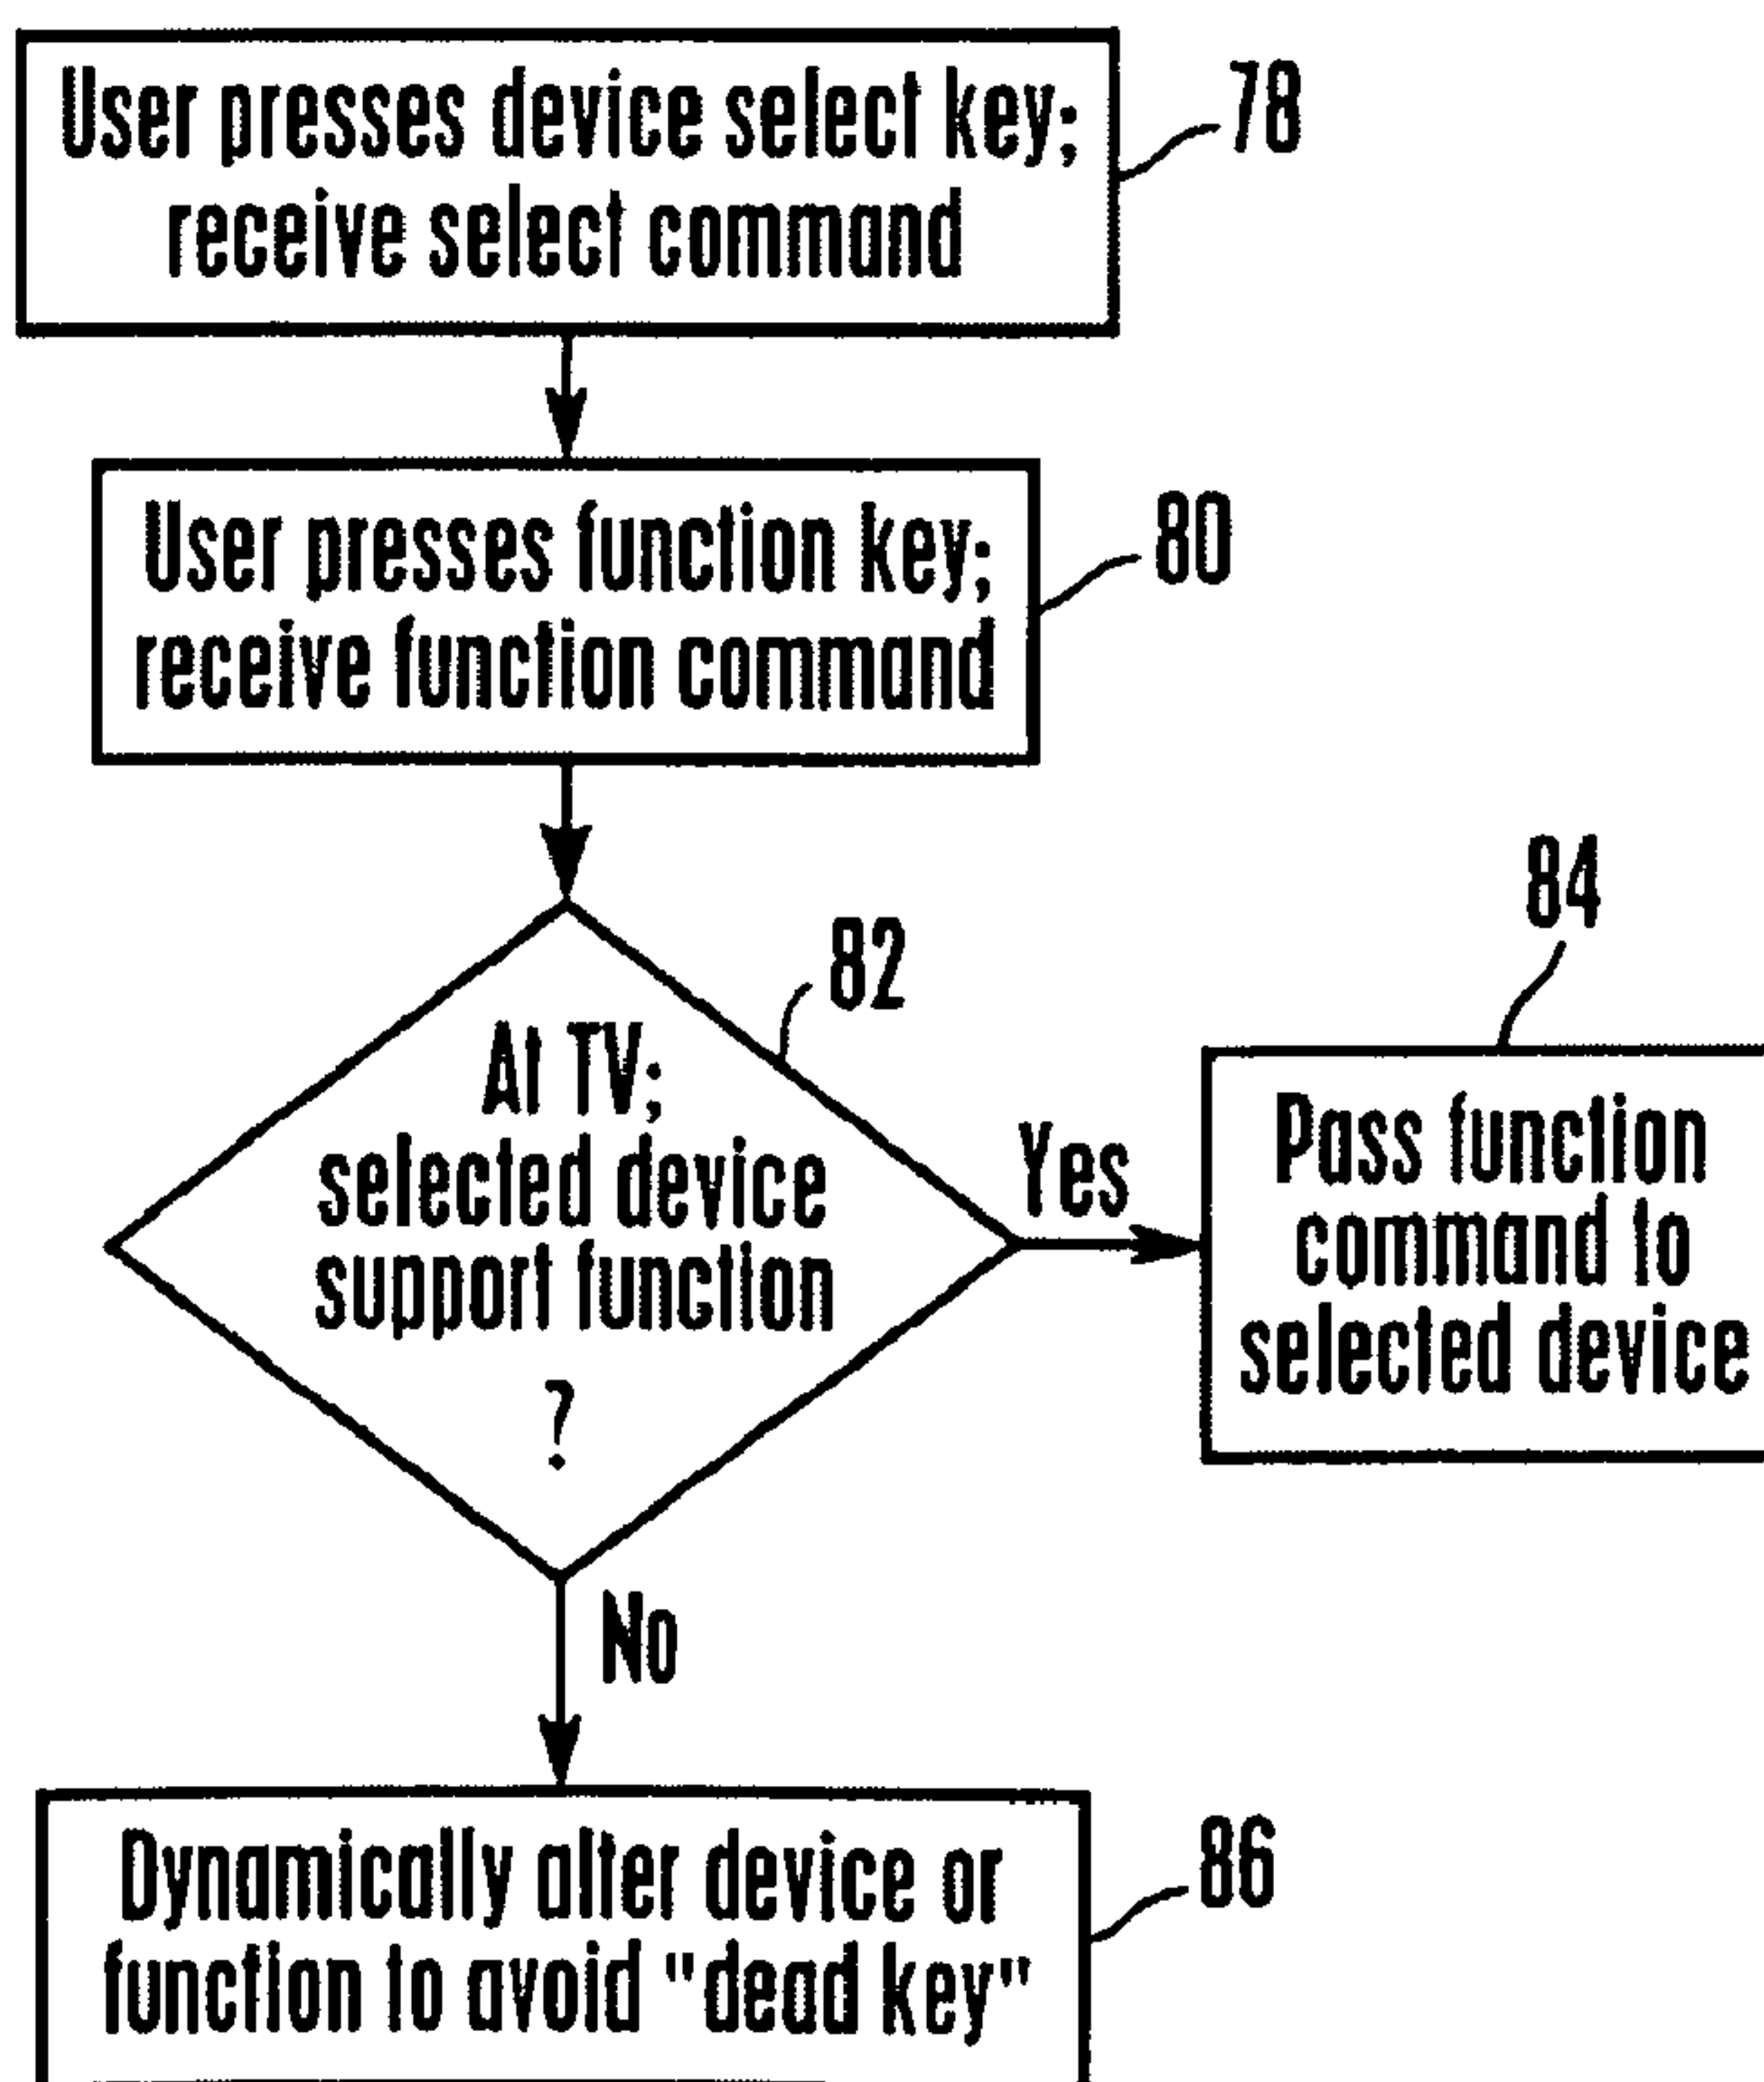 User presses device select key;
receive select command
78
User presses function key;
receive function command
80
At TV;
selected device
support function
?
82
Yes
84
Pass function
command to
selected device
No
Dynamically alter device or
function to avoid "dead key"
86